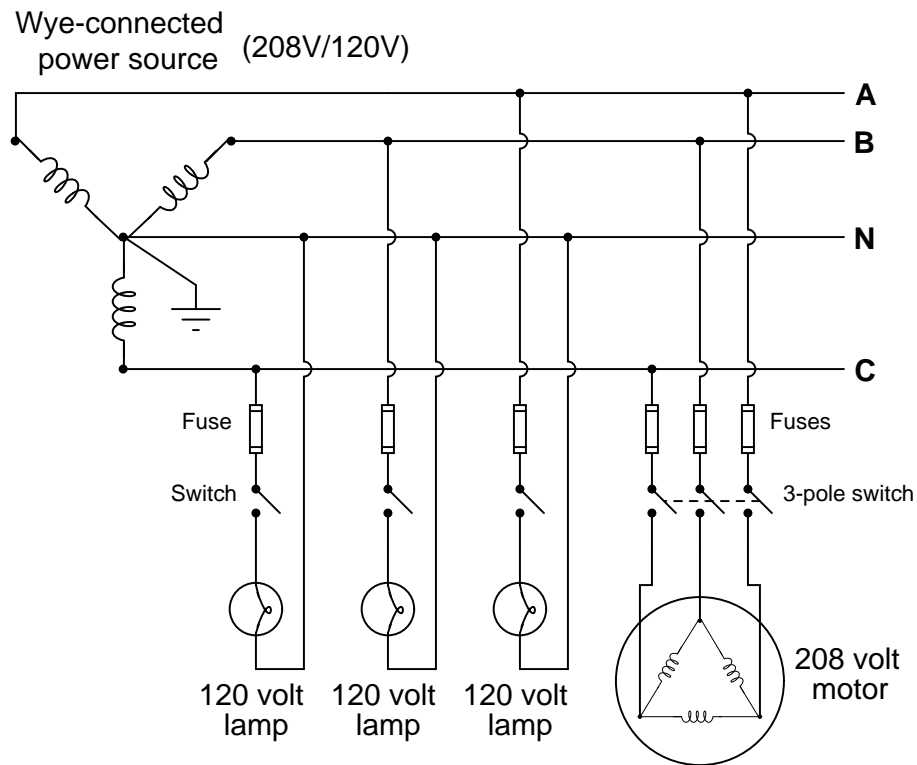 Wye-connected
power source (208V/120V)
A
B
N
C
Fuse
Fuses
Switch
3-pole switch
120 volt
lamp
120 volt
lamp
120 volt
lamp
208 volt
motor